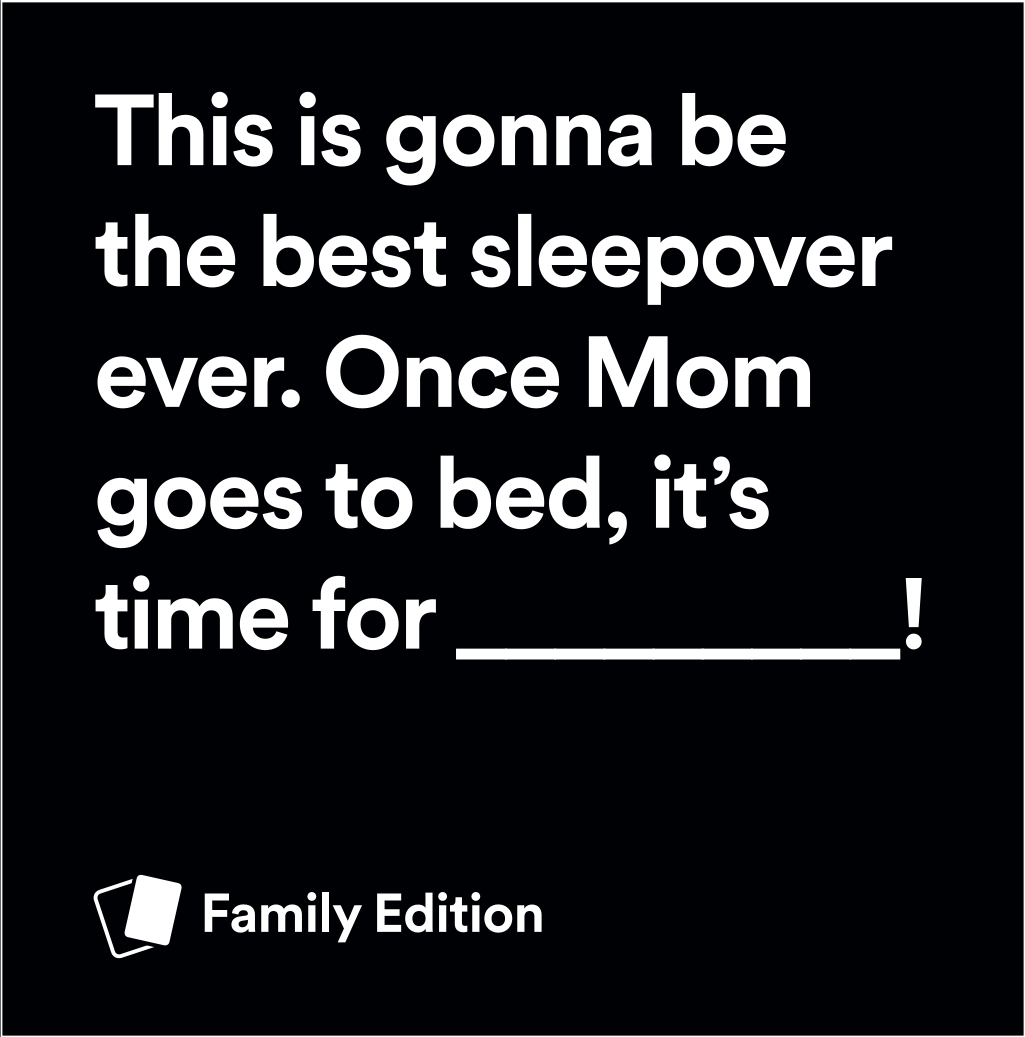 This is gonna be
the best sleepover
ever. Once Mom
goes to bed, it’s
time for _________!
Family Edition